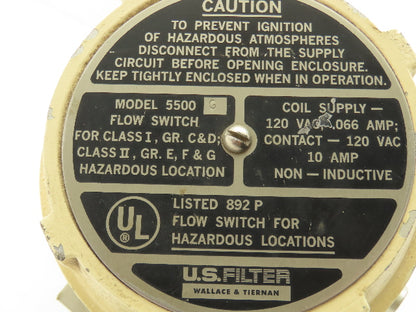 CAUTION
TO PREVENT IGNITION
OF HAZARDOUS ATMOSPHERES
DISCONNECT FROM THE SUPPLY
CIRCUIT BEFORE OPENING ENCLOSURE.
KEEP TIGHTLY ENCLOSED WHEN IN OPERATION.
MODEL 5500 G
FLOW SWITCH
FOR CLASS I, GR. C&D;
CLASS II, GR. E, F & G
HAZARDOUS LOCATION
COIL SUPPLY —
120 VAC, .066 AMP;
CONTACT — 120 VAC
10 AMP
NON — INDUCTIVE
UL
®
LISTED 892 P
FLOW SWITCH FOR
HAZARDOUS LOCATIONS
U.S. FILTER
WALLACE & TIERNAN